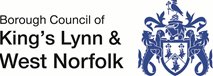 Borough Council of
King's Lynn &
West Norfolk